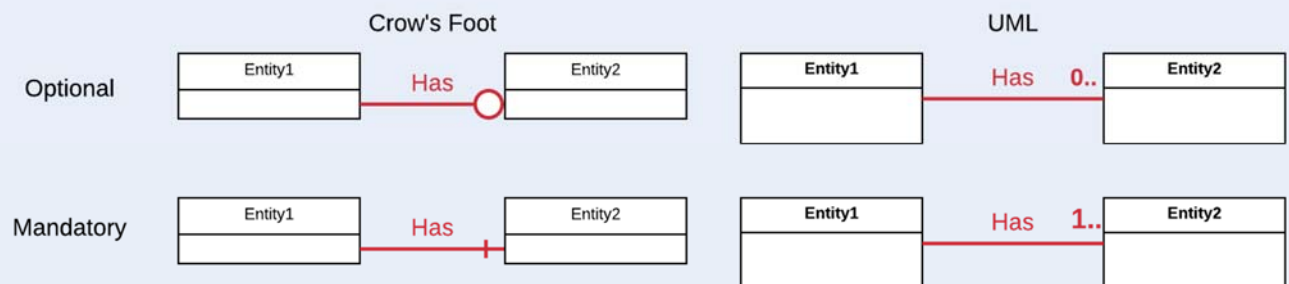 Crow's Foot
UML
Optional
Entity1
Has
Entity2
Entity1
Has
0..
Entity2
Mandatory
Entity1
Has
Entity2
Entity1
Has
1..
Entity2